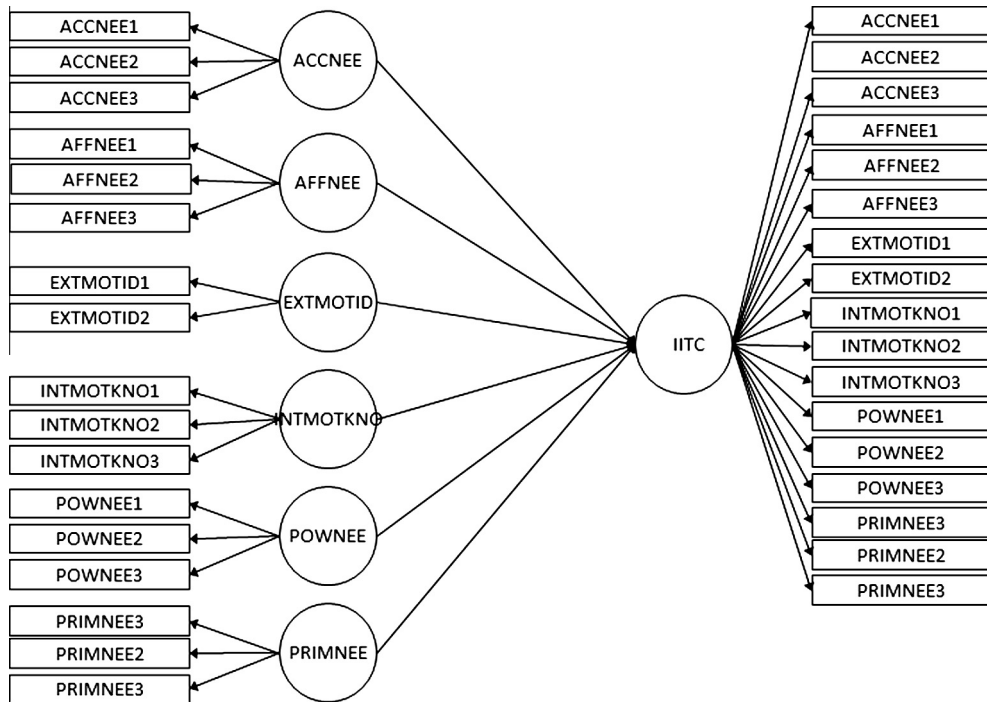 ACCNEE1
ACCNEE2
ACCNEE3
AFFNEE1
AFFNEE2
AFFNEE3
EXTMOTID1
EXTMOTID2
INTMOTKNO1
INTMOTKNO2
INTMOTKNO3
POWNEE1
POWNEE2
POWNEE3
PRIMNEE3
PRIMNEE2
PRIMNEE3
ACCNEE
AFFNEE
EXTMOTID
INTMOTKNO
POWNEE
PRIMNEE
IITC
ACCNEE1
ACCNEE2
ACCNEE3
AFFNEE1
AFFNEE2
AFFNEE3
EXTMOTID1
EXTMOTID2
INTMOTKNO1
INTMOTKNO2
INTMOTKNO3
POWNEE1
POWNEE2
POWNEE3
PRIMNEE3
PRIMNEE2
PRIMNEE3